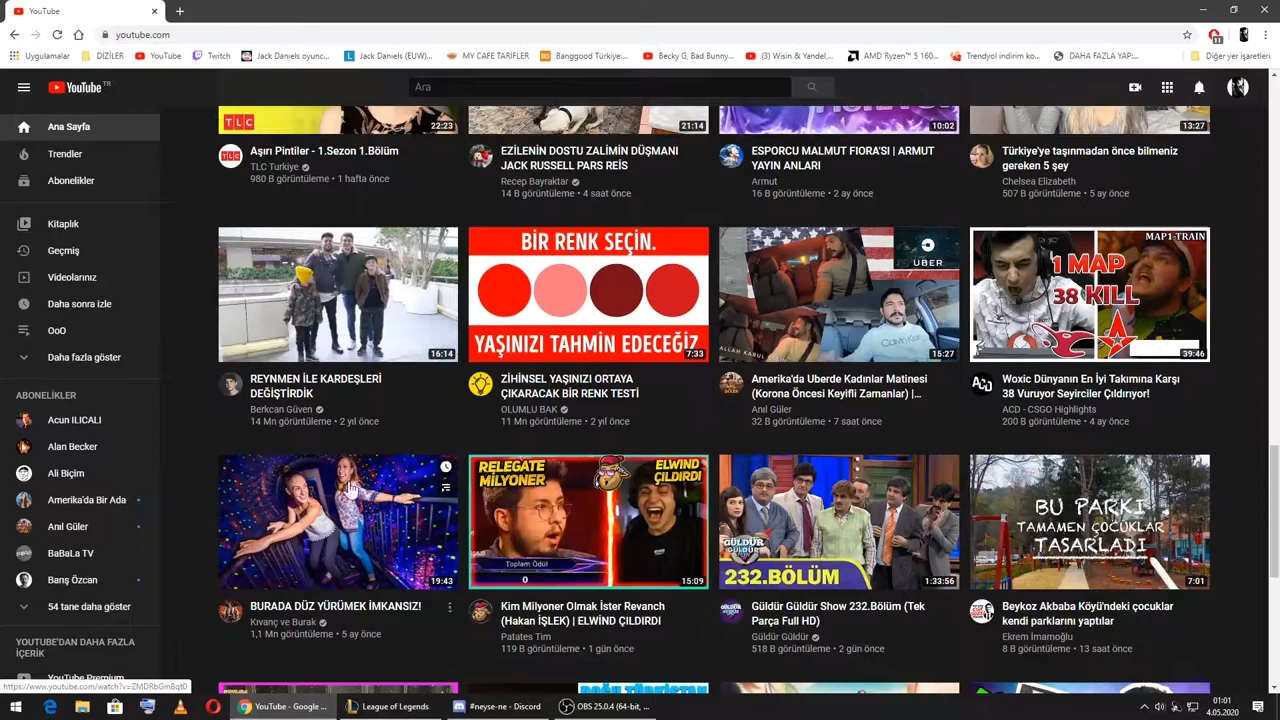 YouTube
youtube.com
Uygulamalar
DİZİLER
YouTube
Twitch
Jack Daniels oyunc...
Jack Daniels (EUW)...
MY CAFE TARİFLER
Banggood Türkiye:...
Becky G, Bad Bunny...
(3) Wisin & Yandel,...
AMD Ryzen™ 5 160...
Trendyol indirim ko...
DAHA FAZLA YAP:...
Diğer yer işaretleri
YouTube TR
Ara
Ana Sayfa
Trendler
Abonelikler
Kitaplık
Geçmiş
Videolarınız
Daha sonra izle
OoO
Daha fazla göster
ABONELİKLER
Acun ILICALI
Alan Becker
Ali Biçim
Amerika'da Bir Ada
Anıl Güler
BaBaLa TV
Barış Özcan
54 tane daha göster
YOUTUBE'DAN DAHA FAZLA
İÇERİK
YouTube Premium
TLC
22:23
21:14
10:02
13:27
Aşırı Pintiler - 1.Sezon 1.Bölüm
TLC Turkiye
980 B görüntüleme • 1 hafta önce
EZİLENİN DOSTU ZALİMİN DÜŞMANI
JACK RUSSELL PARS REİS
Recep Bayraktar
14 B görüntüleme • 4 saat önce
ESPORCU MALMUT FIORA'SI | ARMUT
YAYIN ANLARI
Armut
16 B görüntüleme • 2 ay önce
Türkiye'ye taşınmadan önce bilmeniz
gereken 5 şey
Chelsea Elizabeth
507 B görüntüleme • 5 ay önce
16:14
BİR RENK SEÇİN.
YAŞINIZI TAHMİN EDECEĞİZ
7:33
UBER
ALLAH KABUL
15:27
MAP1-TRAIN
1 MAP
38 KILL
39:46
REYNMEN İLE KARDEŞLERİ
DEĞİŞTİRDİK
Berkcan Güven
14 Mn görüntüleme • 2 yıl önce
ZİHİNSEL YAŞINIZI ORTAYA
ÇIKARACAK BİR RENK TESTİ
OLUMLU BAK
11 Mn görüntüleme • 2 yıl önce
Amerika'da Uberde Kadınlar Matinesi
(Korona Öncesi Keyifli Zamanlar) |...
Anıl Güler
32 B görüntüleme • 7 saat önce
Woxic Dünyanın En İyi Takımına Karşı
38 Vuruyor Seyirciler Çıldırıyor!
ACD - CSGO Highlights
200 B görüntüleme • 4 ay önce
19:43
RELEGATE
MİLYONER
ELWIND
ÇILDIRDI
Toplam Ödül
0
15:09
GÜLDÜR
GÜLDÜR
232.BÖLÜM
1:33:56
BU PARKI
TAMAMEN ÇOCUKLAR
TASARLADI
7:01
BURADA DÜZ YÜRÜMEK İMKANSIZ!
Kıvanç ve Burak
1,1 Mn görüntüleme • 5 ay önce
Kim Milyoner Olmak İster Revanch
(Hakan İŞLEK) | ELWİND ÇILDIRDI
Patates Tim
119 B görüntüleme • 1 gün önce
Güldür Güldür Show 232.Bölüm (Tek
Parça Full HD)
Güldür Güldür
518 B görüntüleme • 2 gün önce
Beykoz Akbaba Köyü'ndeki çocuklar
kendi parklarını yaptılar
Ekrem İmamoğlu
8 B görüntüleme • 13 saat önce
DOĞU TÜRKİSTAN
https://www.youtube.com/watch?v=ZMDRbGmBqt0
YouTube - Google ...
League of Legends
#neyse-ne - Discord
OBS 25.0.4 (64-bit, ...
01:01
4.05.2020